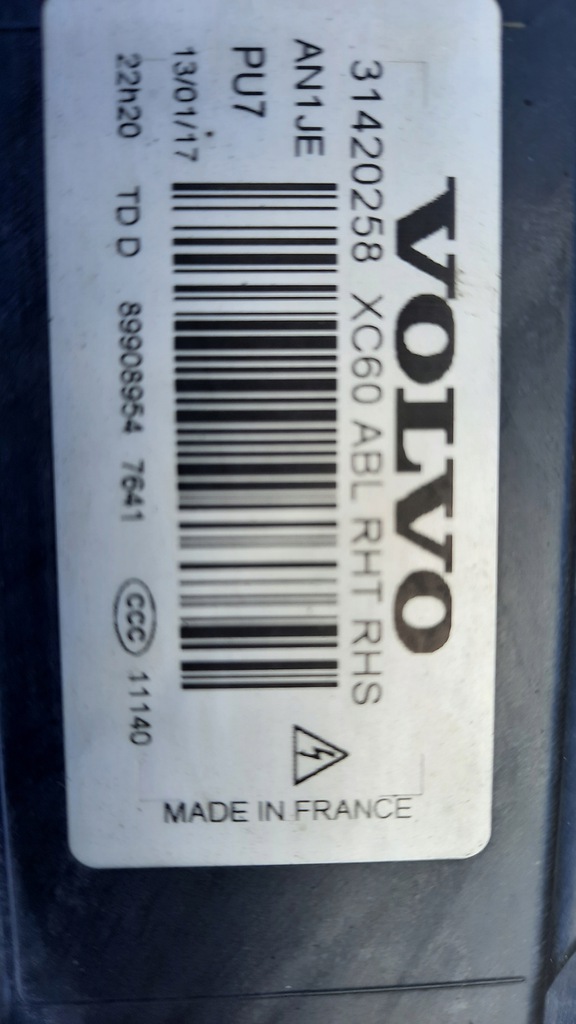 VOLVO
31420258 XC60 ABL RHT RHS
AN1JE
PU7
13/01/17
22h20 TD D 89908954 7641 CCC 11140
MADE IN FRANCE